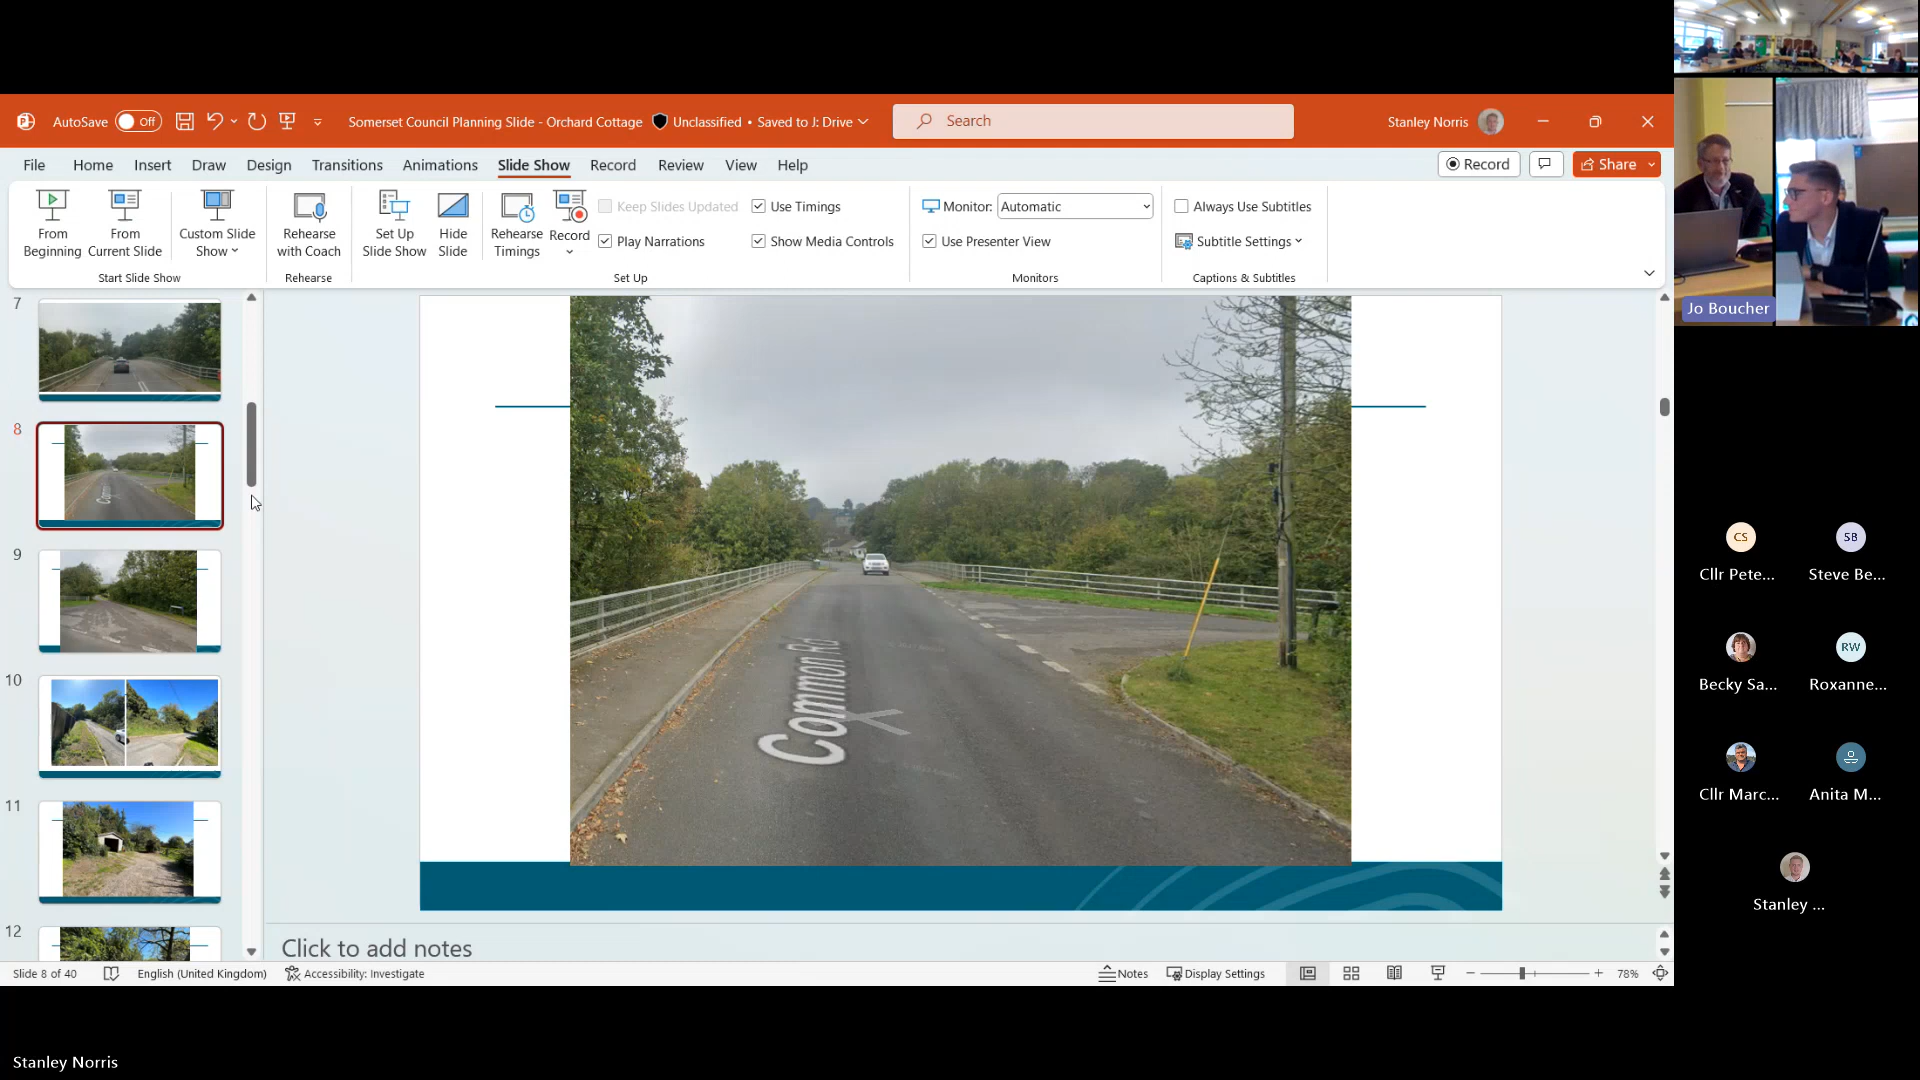 AutoSave Off
Somerset Council Planning Slide - Orchard Cottage Unclassified • Saved to J: Drive
Search
Stanley Norris
File Home Insert Draw Design Transitions Animations Slide Show Record Review View Help
Record
Share
From Beginning
From Current Slide
Custom Slide Show
Start Slide Show
Rehearse with Coach
Rehearse
Set Up Slide Show
Hide Slide
Rehearse Timings
Record
Keep Slides Updated
Use Timings
Play Narrations
Show Media Controls
Set Up
Monitor: Automatic
Use Presenter View
Monitors
Always Use Subtitles
Subtitle Settings
Captions & Subtitles
7
8
9
10
11
12
Common Rd
Click to add notes
Slide 8 of 40
English (United Kingdom)
Accessibility: Investigate
Notes
Display Settings
78%
Jo Boucher
CS
Cllr Pete...
SB
Steve Be...
Becky Sa...
RW
Roxanne...
Cllr Marc...
Anita M...
Stanley ...
Stanley Norris